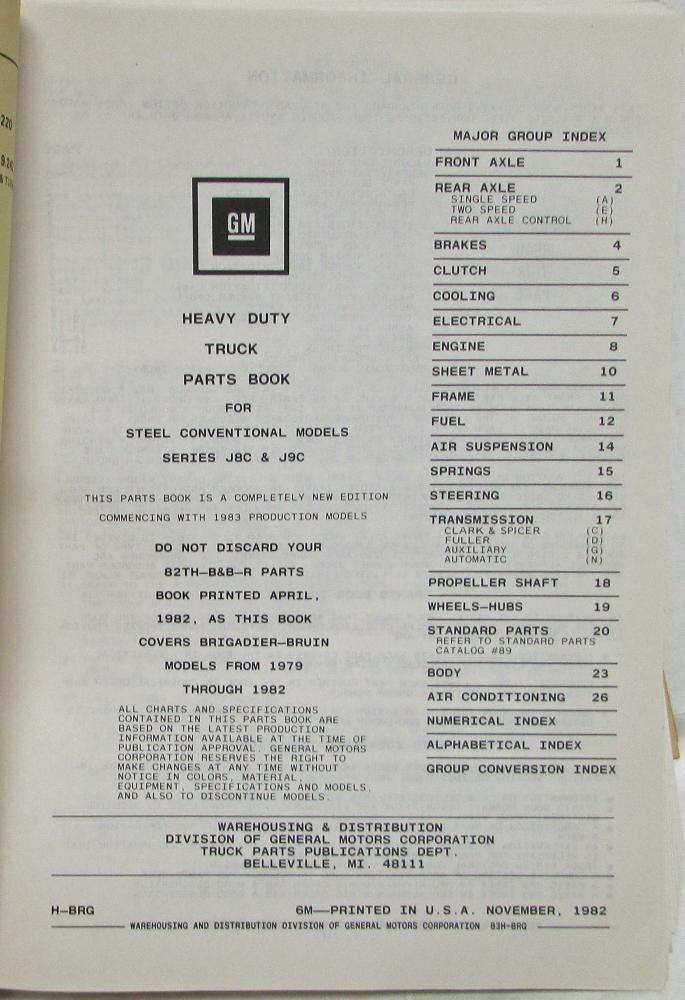 220
GM
HEAVY DUTY
TRUCK
PARTS BOOK
FOR
STEEL CONVENTIONAL MODELS
SERIES J8C & J9C
THIS PARTS BOOK IS A COMPLETELY NEW EDITION
COMMENCING WITH 1983 PRODUCTION MODELS
DO NOT DISCARD YOUR
82TH—B&B—R PARTS
BOOK PRINTED APRIL,
1982, AS THIS BOOK
COVERS BRIGADIER—BRUIN
MODELS FROM 1979
THROUGH 1982
ALL CHARTS AND SPECIFICATIONS
CONTAINED IN THIS PARTS BOOK ARE
BASED ON THE LATEST PRODUCTION
INFORMATION AVAILABLE AT THE TIME OF
PUBLICATION APPROVAL. GENERAL MOTORS
CORPORATION RESERVES THE RIGHT TO
MAKE CHANGES AT ANY TIME WITHOUT
NOTICE IN COLORS, MATERIAL,
EQUIPMENT, SPECIFICATIONS AND MODELS,
AND ALSO TO DISCONTINUE MODELS.
MAJOR GROUP INDEX
FRONT AXLE 1
REAR AXLE 2
SINGLE SPEED (A)
TWO SPEED (E)
REAR AXLE CONTROL (H)
BRAKES 4
CLUTCH 5
COOLING 6
ELECTRICAL 7
ENGINE 8
SHEET METAL 10
FRAME 11
FUEL 12
AIR SUSPENSION 14
SPRINGS 15
STEERING 16
TRANSMISSION 17
CLARK & SPICER (C)
FULLER (D)
AUXILIARY (G)
AUTOMATIC (N)
PROPELLER SHAFT 18
WHEELS—HUBS 19
STANDARD PARTS 20
REFER TO STANDARD PARTS
CATALOG #89
BODY 23
AIR CONDITIONING 26
NUMERICAL INDEX
ALPHABETICAL INDEX
GROUP CONVERSION INDEX
WAREHOUSING & DISTRIBUTION
DIVISION OF GENERAL MOTORS CORPORATION
TRUCK PARTS PUBLICATIONS DEPT.
BELLEVILLE, MI. 48111
H—BRG 6M—PRINTED IN U.S.A. NOVEMBER, 1982
WAREHOUSING AND DISTRIBUTION DIVISION OF GENERAL MOTORS CORPORATION 83H-BRG